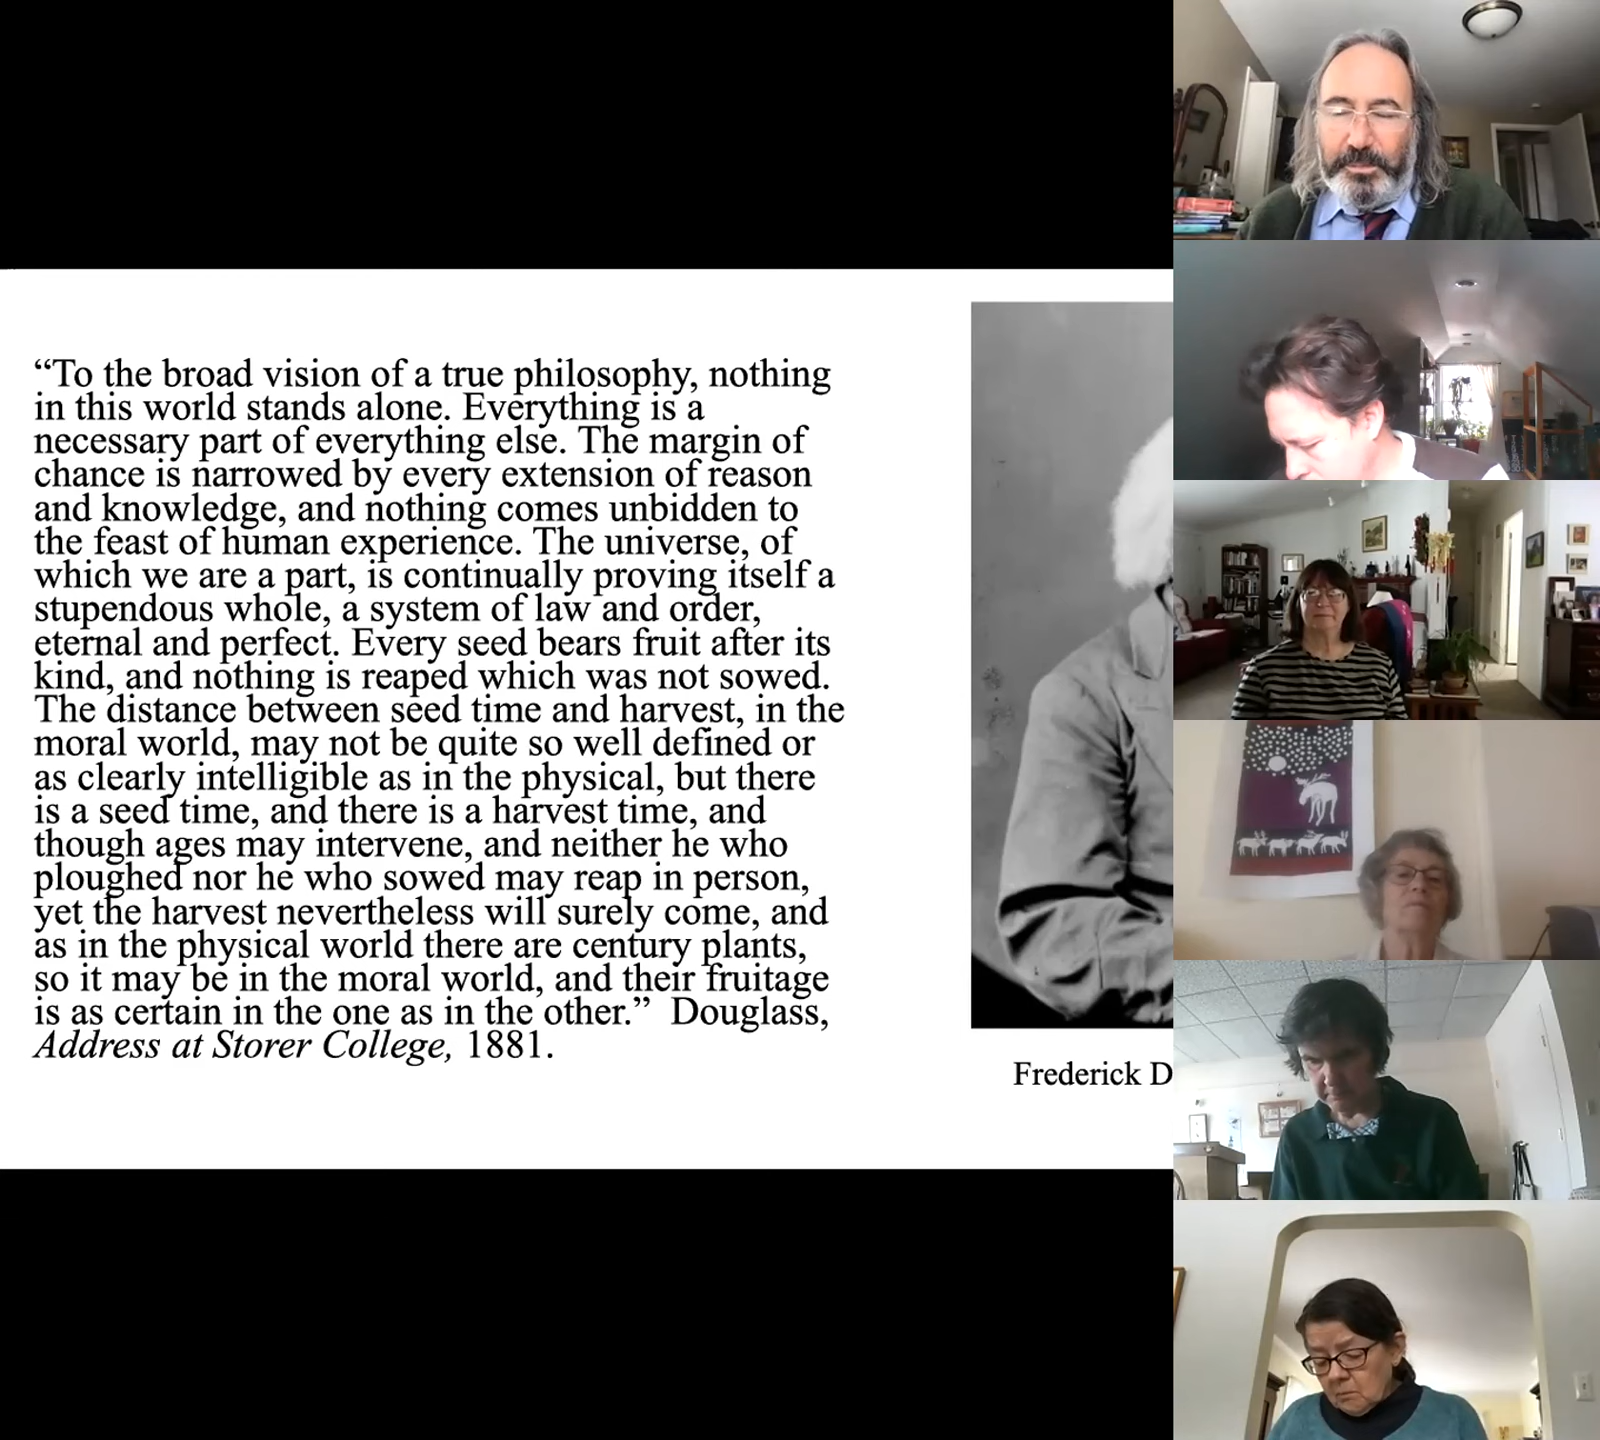 “To the broad vision of a true philosophy, nothing
in this world stands alone. Everything is a
necessary part of everything else. The margin of
chance is narrowed by every extension of reason
and knowledge, and nothing comes unbidden to
the feast of human experience. The universe, of
which we are a part, is continually proving itself a
stupendous whole, a system of law and order,
eternal and perfect. Every seed bears fruit after its
kind, and nothing is reaped which was not sowed.
The distance between seed time and harvest, in the
moral world, may not be quite so well defined or
as clearly intelligible as in the physical, but there
is a seed time, and there is a harvest time, and
though ages may intervene, and neither he who
ploughed nor he who sowed may reap in person,
yet the harvest nevertheless will surely come, and
as in the physical world there are century plants,
so it may be in the moral world, and their fruitage
is as certain in the one as in the other.” Douglass,
Address at Storer College, 1881.
Frederick D